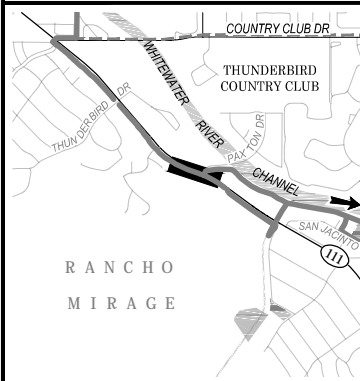 COUNTRY CLUB DR
THUNDERBIRD
COUNTRY CLUB
WHITEWATER
RIVER
CHANNEL
THUNDERBIRD DR
PAXTON DR
SAN JACINTO
111
RANCHO
MIRAGE